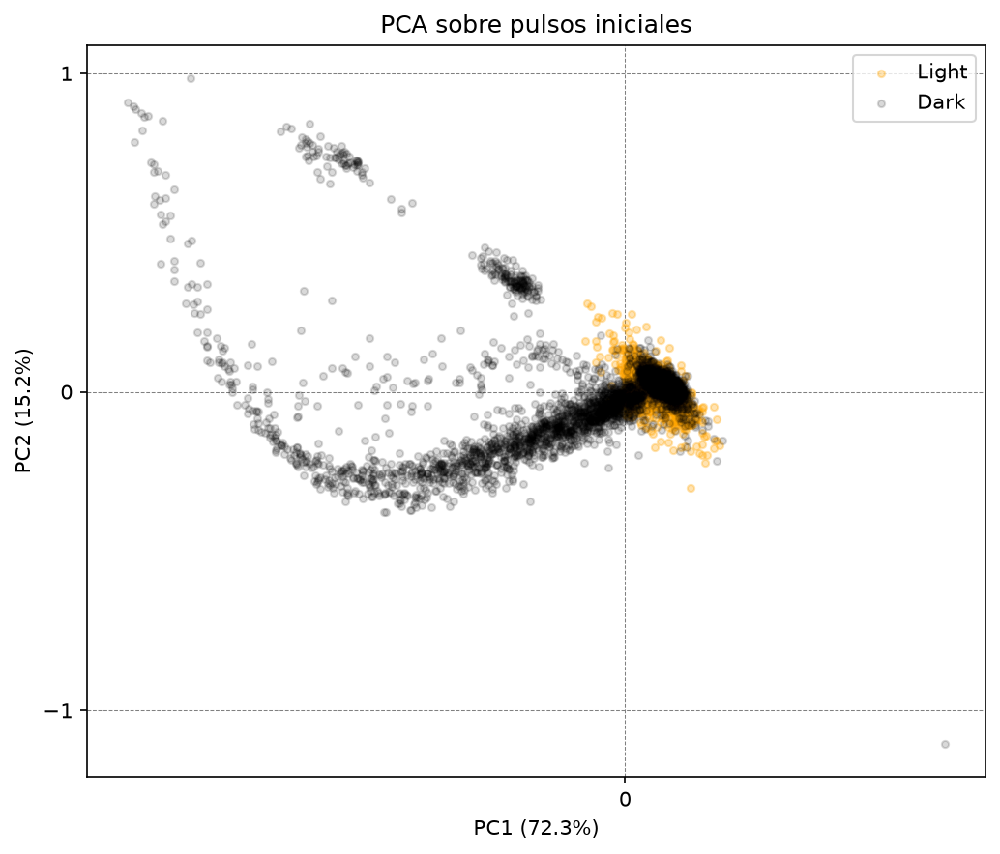 PCA sobre pulsos iniciales
Light
Dark
1
0
−1
PC2 (15.2%)
0
PC1 (72.3%)